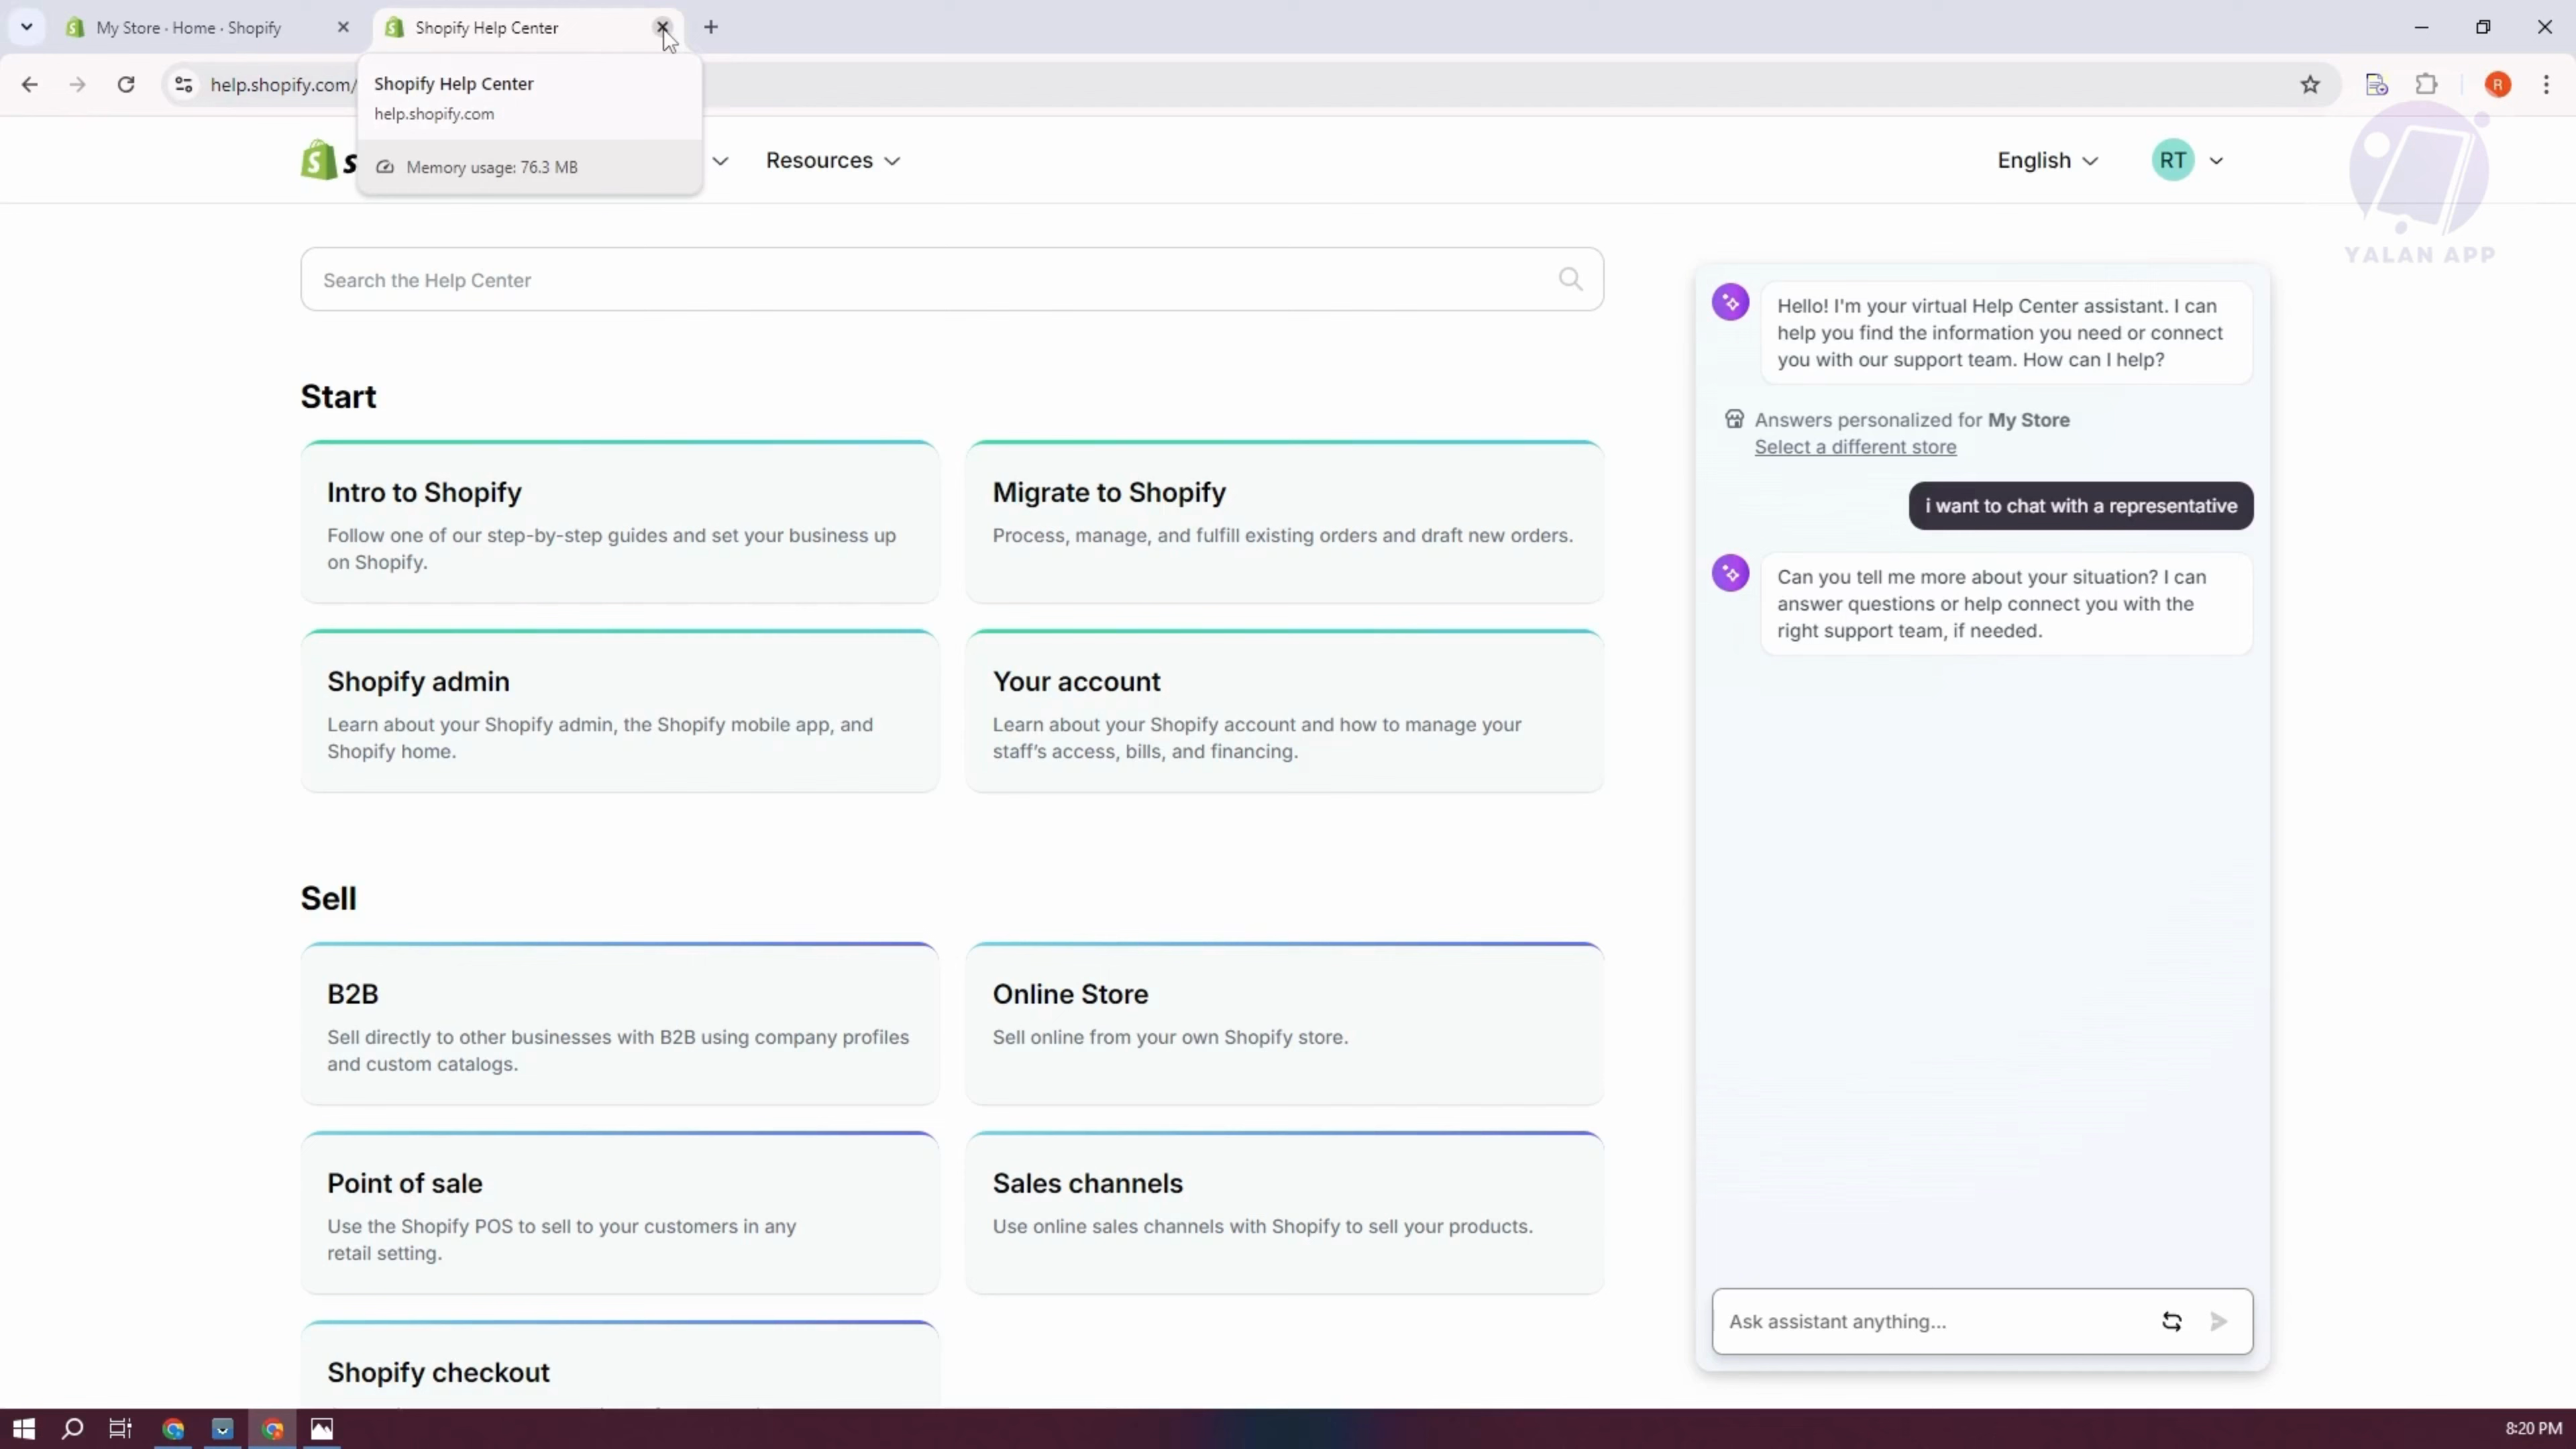 My Store · Home · Shopify
Shopify Help Center
help.shopify.com/
Shopify Help Center
help.shopify.com
Memory usage: 76.3 MB
R
S
Resources
English
RT
YALAN APP
Search the Help Center
Start
Intro to Shopify
Follow one of our step-by-step guides and set your business up
on Shopify.
Migrate to Shopify
Process, manage, and fulfill existing orders and draft new orders.
Shopify admin
Learn about your Shopify admin, the Shopify mobile app, and
Shopify home.
Your account
Learn about your Shopify account and how to manage your
staff’s access, bills, and financing.
Sell
B2B
Sell directly to other businesses with B2B using company profiles
and custom catalogs.
Online Store
Sell online from your own Shopify store.
Point of sale
Use the Shopify POS to sell to your customers in any
retail setting.
Sales channels
Use online sales channels with Shopify to sell your products.
Shopify checkout
Hello! I'm your virtual Help Center assistant. I can
help you find the information you need or connect
you with our support team. How can I help?
Answers personalized for My Store
Select a different store
i want to chat with a representative
Can you tell me more about your situation? I can
answer questions or help connect you with the
right support team, if needed.
Ask assistant anything...
8:20 PM